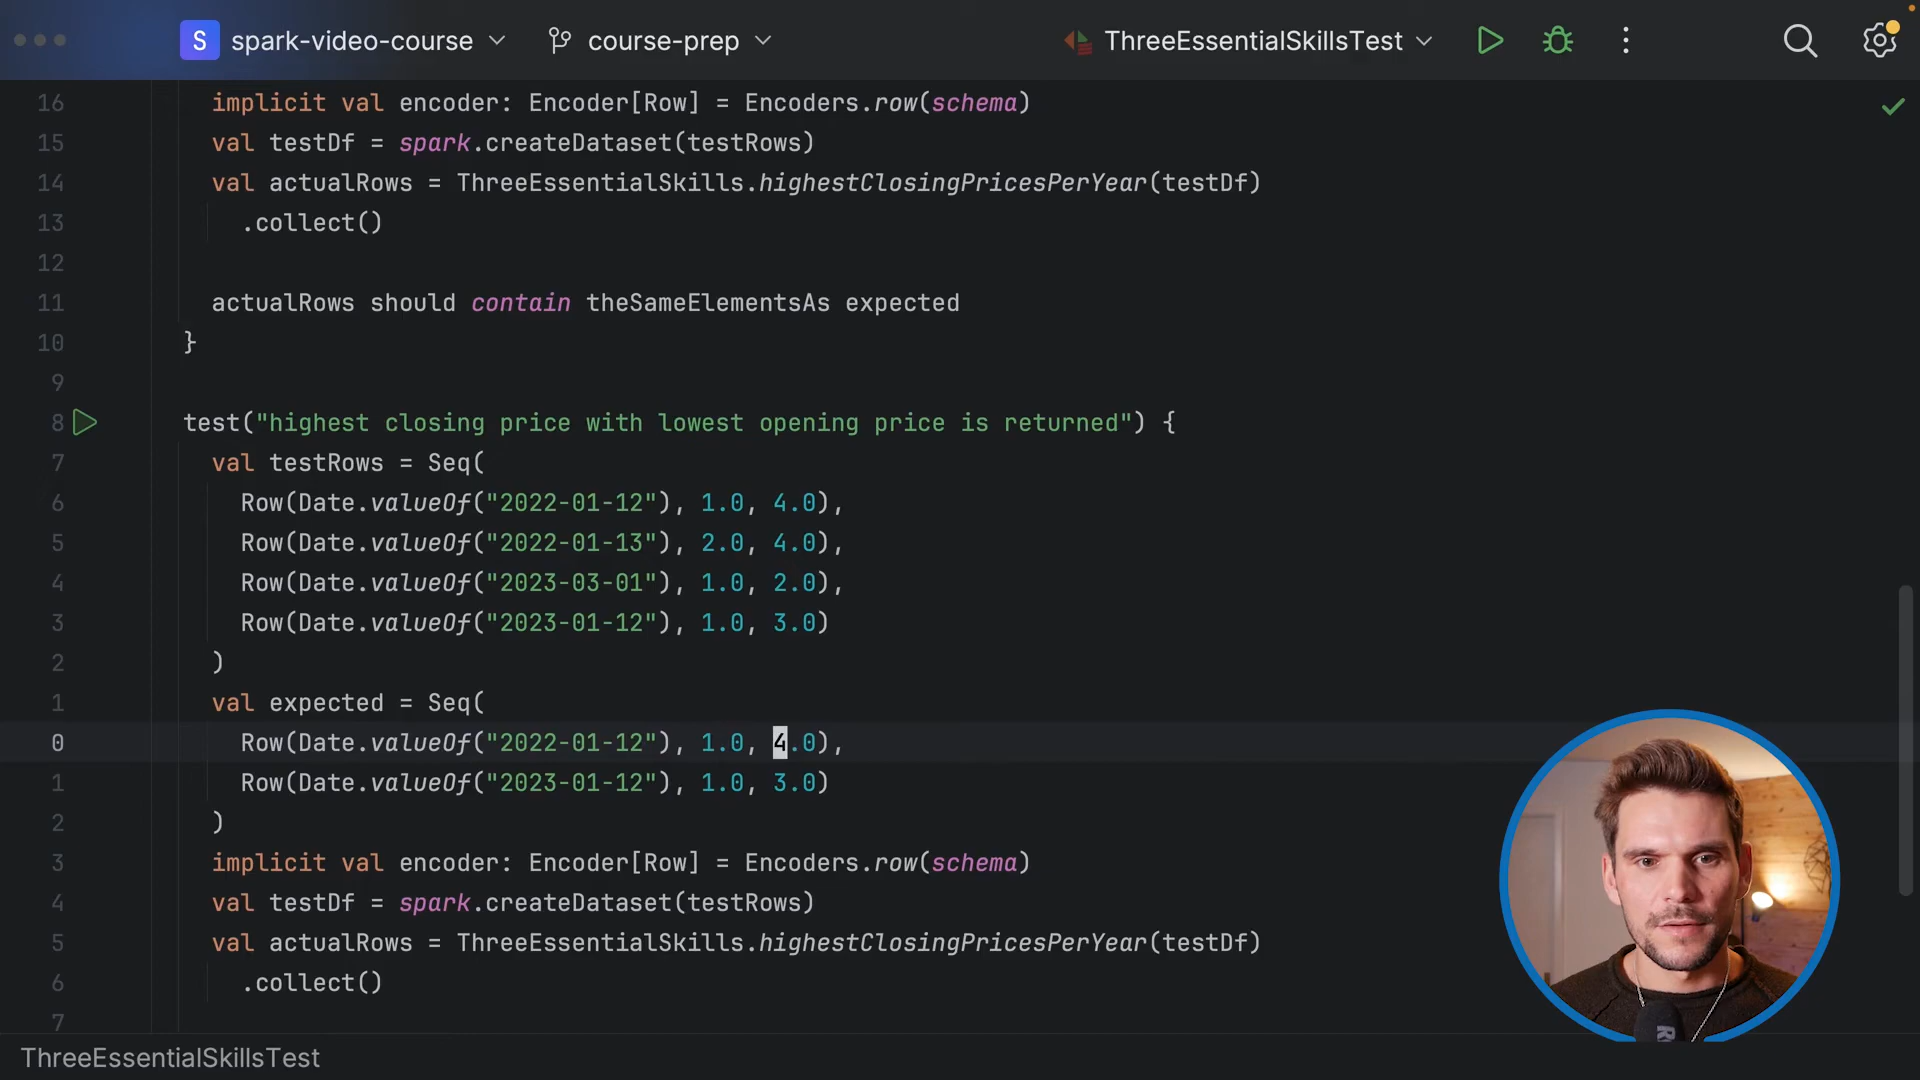 S spark-video-course course-prep ThreeEssentialSkillsTest
16 implicit val encoder: Encoder[Row] = Encoders.row(schema)
15 val testDf = spark.createDataset(testRows)
14 val actualRows = ThreeEssentialSkills.highestClosingPricesPerYear(testDf)
13 .collect()
12
11 actualRows should contain theSameElementsAs expected
10 }
9
8 test("highest closing price with lowest opening price is returned") {
7 val testRows = Seq(
6 Row(Date.valueOf("2022-01-12"), 1.0, 4.0),
5 Row(Date.valueOf("2022-01-13"), 2.0, 4.0),
4 Row(Date.valueOf("2023-03-01"), 1.0, 2.0),
3 Row(Date.valueOf("2023-01-12"), 1.0, 3.0)
2 )
1 val expected = Seq(
0 Row(Date.valueOf("2022-01-12"), 1.0, 4.0),
1 Row(Date.valueOf("2023-01-12"), 1.0, 3.0)
2 )
3 implicit val encoder: Encoder[Row] = Encoders.row(schema)
4 val testDf = spark.createDataset(testRows)
5 val actualRows = ThreeEssentialSkills.highestClosingPricesPerYear(testDf)
6 .collect()
7
ThreeEssentialSkillsTest